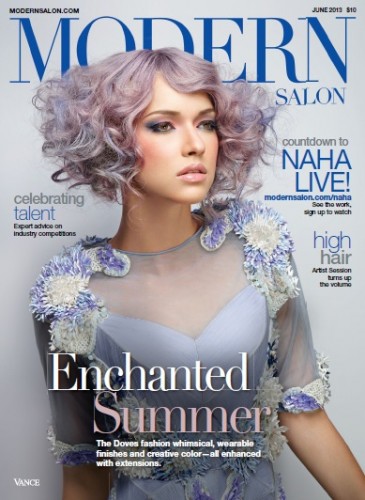 MODERNSALON.COM
JUNE 2013 $10
MODERN
SALON
countdown to
NAHA
LIVE!
modernsalon.com/naha
See the work,
sign up to watch
celebrating
talent
Expert advice on
industry competitions
high
hair
Artist Session
turns up
the volume
Enchanted
Summer
The Doves fashion whimsical, wearable
finishes and creative color—all enhanced
with extensions.
VANCE